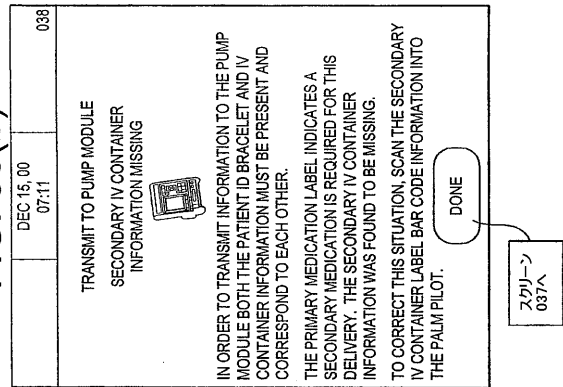 DEC 15, 00
07:11
038
TRANSMIT TO PUMP MODULE
SECONDARY IV CONTAINER
INFORMATION MISSING
IN ORDER TO TRANSMIT INFORMATION TO THE PUMP
MODULE BOTH THE PATIENT ID BRACELET AND IV
CONTAINER INFORMATION MUST BE PRESENT AND
CORRESPOND TO EACH OTHER.
THE PRIMARY MEDICATION LABEL INDICATES A
SECONDARY MEDICATION IS REQUIRED FOR THIS
DELIVERY. THE SECONDARY IV CONTAINER
INFORMATION WAS FOUND TO BE MISSING.
TO CORRECT THIS SITUATION, SCAN THE SECONDARY
IV CONTAINER LABEL BAR CODE INFORMATION INTO
THE PALM PILOT.
DONE
スクリーン
037へ